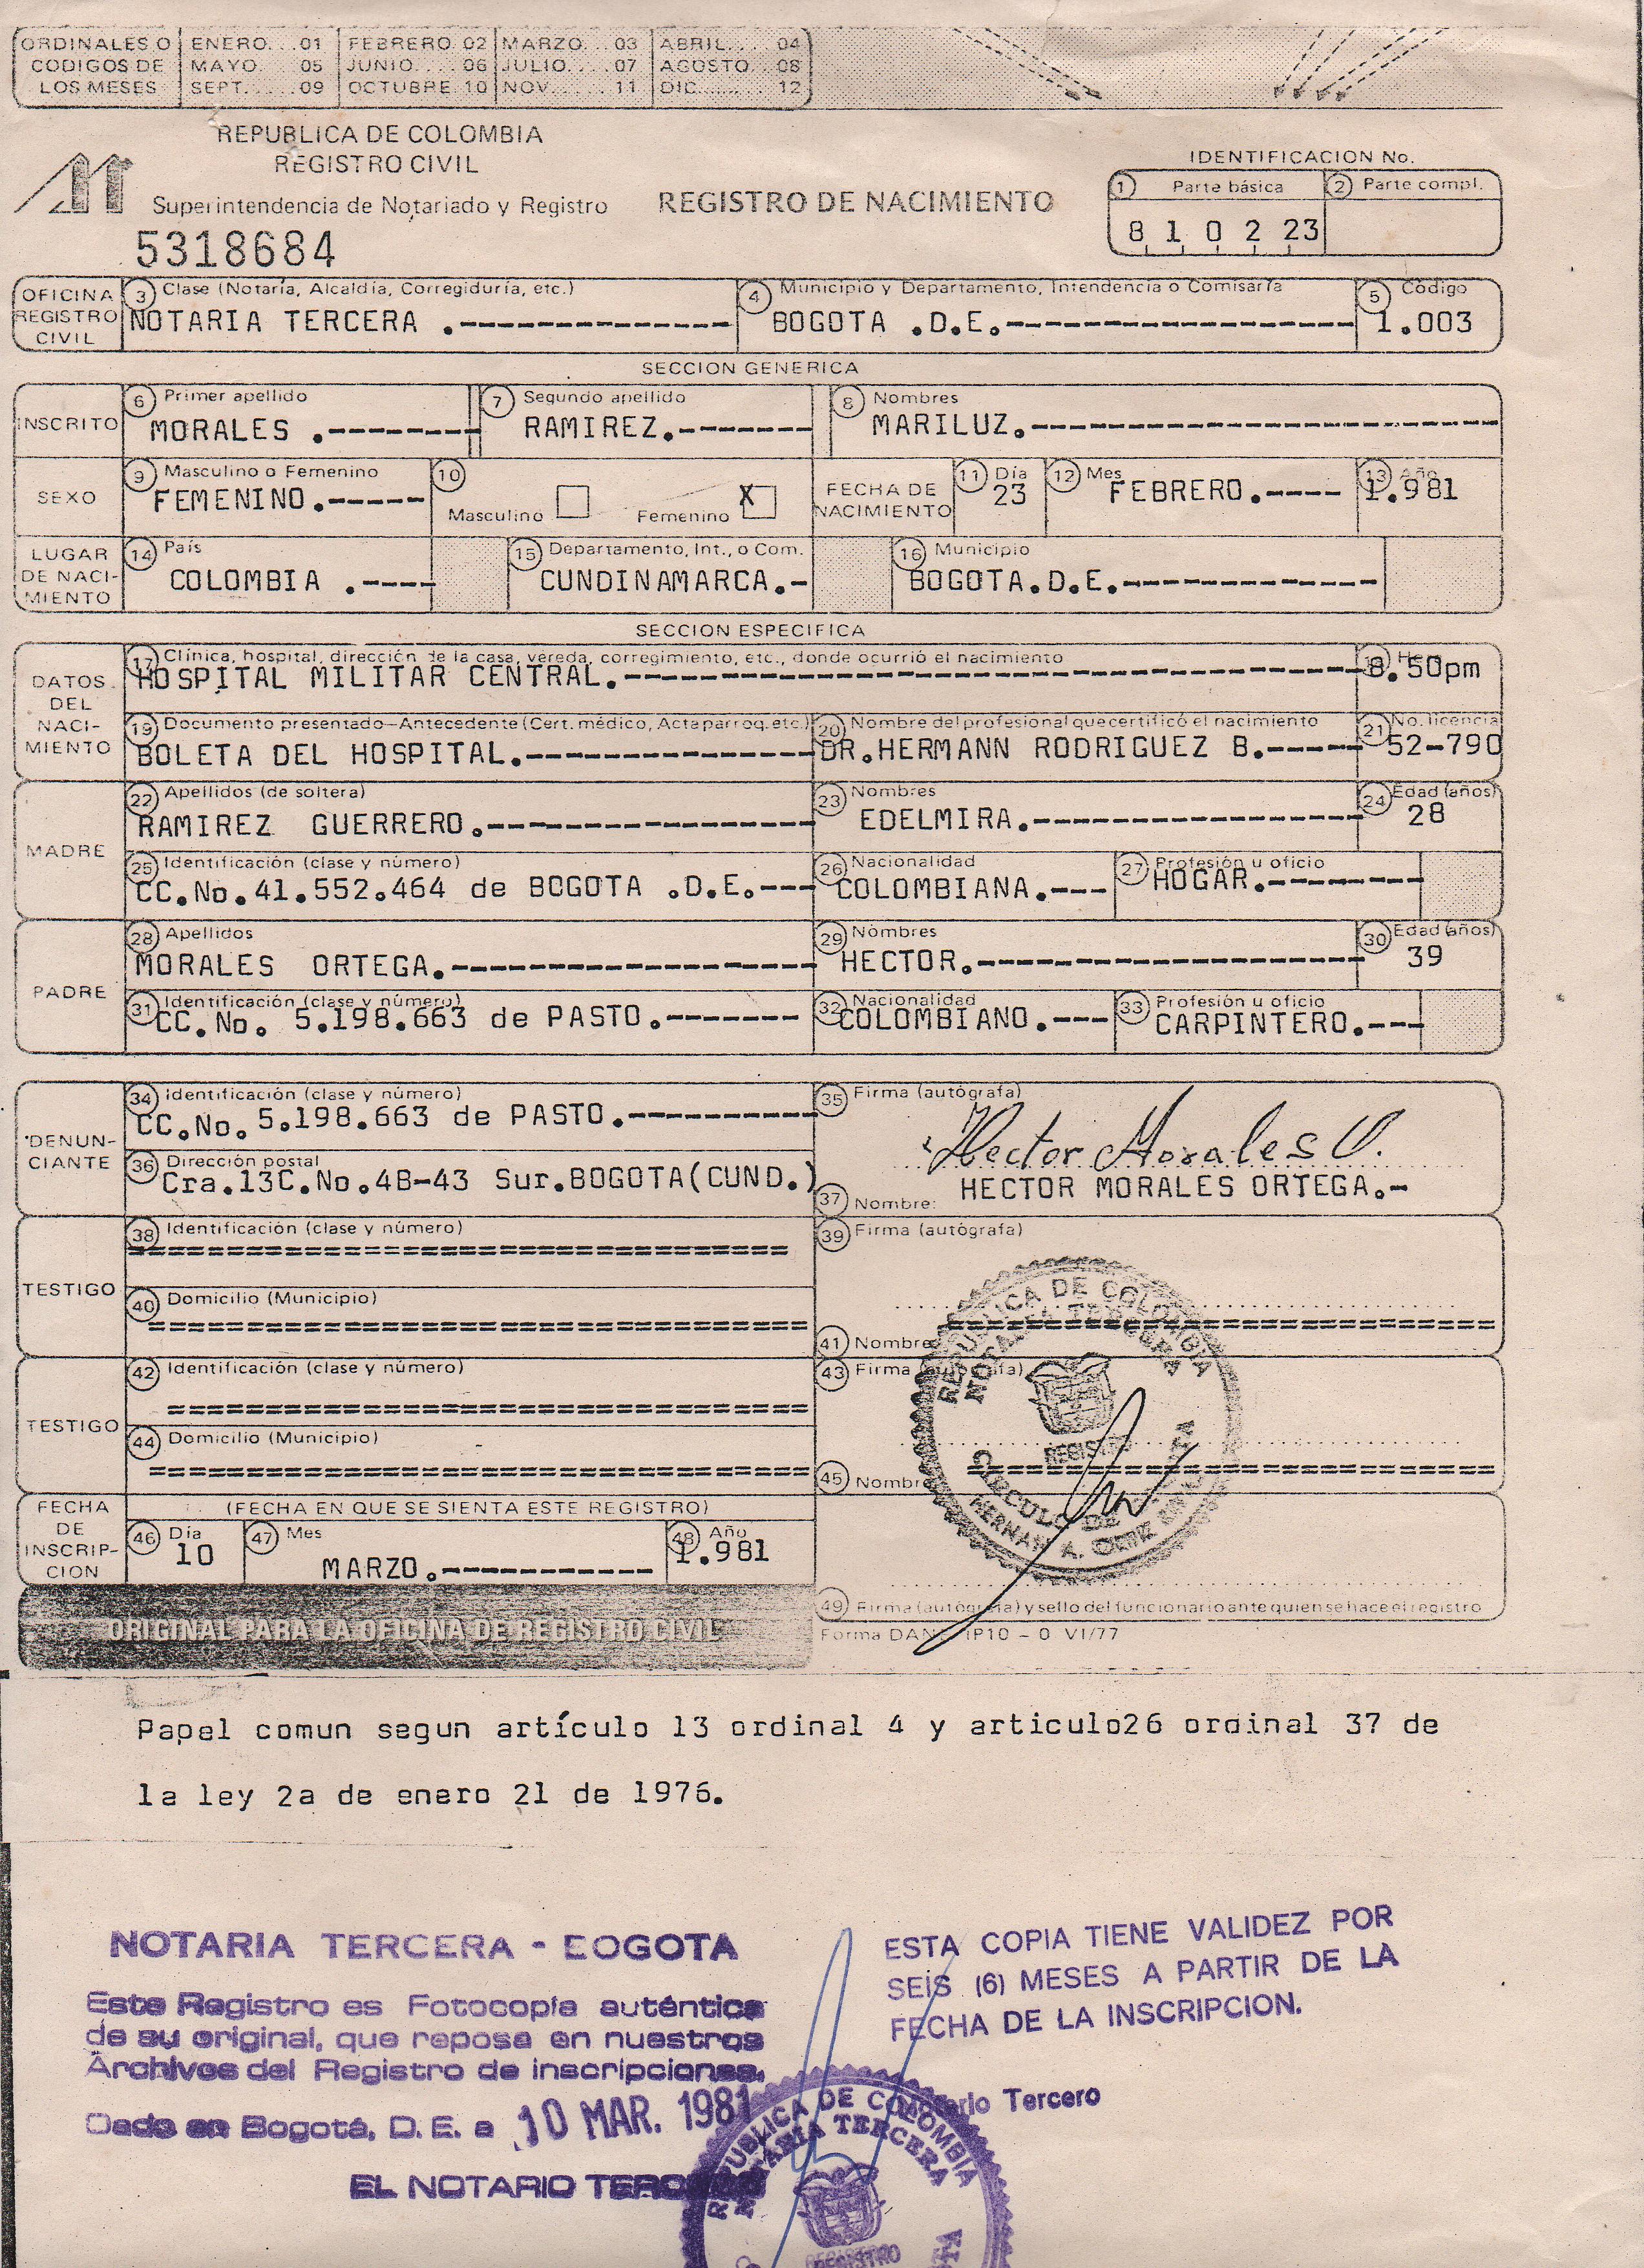 ORDINALES O CODIGOS DE LOS MESES
ENERO. . .01 FEBRERO. 02 MARZO. . .03 ABRIL. . . . 04
MAYO. . . 05 JUNIO. . . . 06 JULIO. . . . 07 AGOSTO. . 08
SEPT. . . . .09 OCTUBRE. 10 NOV. . . . . 11 DIC. . . . . . 12
REPUBLICA DE COLOMBIA
REGISTRO CIVIL
Superintendencia de Notariado y Registro
REGISTRO DE NACIMIENTO
5318684
IDENTIFICACION No.
1 Parte básica 2 Parte compl.
8 1 0 2 23
OFICINA REGISTRO CIVIL
3 Clase (Notaría, Alcaldía, Corregiduría, etc.) 4 Municipio y Departamento, Intendencia o Comisaría 5 Código
NOTARIA TERCERA .--------------- BOGOTA .D.E.------------------- 1.003
SECCION GENERICA
INSCRITO
6 Primer apellido 7 Segundo apellido 8 Nombres
MORALES .-------- RAMIREZ.------- MARILUZ.--------------------------
SEXO
9 Masculino o Femenino 10 FECHA DE NACIMIENTO 11 Día 12 Mes 13 Año
FEMENINO.----- Masculino Femenino X 23 FEBRERO.---- 1.981
LUGAR DE NACI- MIENTO
14 País 15 Departamento, Int., o Com. 16 Municipio
COLOMBIA .---- CUNDINAMARCA.- BOGOTA.D.E.--------------
SECCION ESPECIFICA
DATOS DEL NACI- MIENTO
17 Clínica, hospital, dirección de la casa, vereda, corregimiento, etc., donde ocurrió el nacimiento Hora
HOSPITAL MILITAR CENTRAL.---------------------------------------- 8.50pm
19 Documento presentado—Antecedente (Cert. médico, Acta parroq. etc.) 20 Nombre del profesional que certificó el nacimiento 21 No. licencia
BOLETA DEL HOSPITAL.---------------- DR.HERMANN RODRIGUEZ B.----- 52-790
MADRE
22 Apellidos (de soltera) 23 Nombres 24 Edad (años)
RAMIREZ GUERRERO.------------------ EDELMIRA.------------------ 28
25 Identificación (clase y número) 26 Nacionalidad 27 Profesión u oficio
CC.No.41.552.464 de BOGOTA .D.E.--- COLOMBIANA.--- HOGAR.--------
PADRE
28 Apellidos 29 Nombres 30 Edad (años)
MORALES ORTEGA.-------------------- HECTOR.--------------------- 39
31 Identificación (clase y número) 32 Nacionalidad 33 Profesión u oficio
CC. No. 5.198.663 de PASTO.------- COLOMBIANO.--- CARPINTERO.---
DENUN- CIANTE
34 Identificación (clase y número) 35 Firma (autógrafa)
CC.No. 5.198.663 de PASTO.---------- Hector Morales O.
36 Dirección postal
Cra.13C.No.4B-43 Sur.BOGOTA(CUND.) 37 Nombre: HECTOR MORALES ORTEGA.-
TESTIGO
38 Identificación (clase y número) 39 Firma (autógrafa)
===================================
40 Domicilio (Municipio)
=================================== 41 Nombre
TESTIGO
42 Identificación (clase y número) 43 Firma (autógrafa)
==================================
44 Domicilio (Municipio)
=================================== 45 Nombre
REPUBLICA DE COLOMBIA
NOTARIA TERCERA
REGISTRO
CIRCULO DE BOGOTA
HERNAN A. ORTIZ
FECHA DE INSCRIP- CION
(FECHA EN QUE SE SIENTA ESTE REGISTRO)
46 Día 47 Mes 48 Año
10 MARZO.----------- 1.981
49 Firma (autógrafa) y sello del funcionario ante quien se hace el registro
ORIGINAL PARA LA OFICINA DE REGISTRO CIVIL
Forma DANE IP10 - 0 VI/77
Papel comun segun artículo 13 ordinal 4 y articulo26 ordinal 37 de
la ley 2a de enero 21 de 1976.
NOTARIA TERCERA - BOGOTA
Este Registro es Fotocopia auténtica
de su original, que reposa en nuestros
Archivos del Registro de inscripciones.
Dado en Bogotá, D. E. a 10 MAR. 1981
EL NOTARIO TERCERO
ESTA COPIA TIENE VALIDEZ POR
SEIS (6) MESES A PARTIR DE LA
FECHA DE LA INSCRIPCION.
Notario Tercero
REPUBLICA DE COLOMBIA
NOTARIA TERCERA
REGISTRO